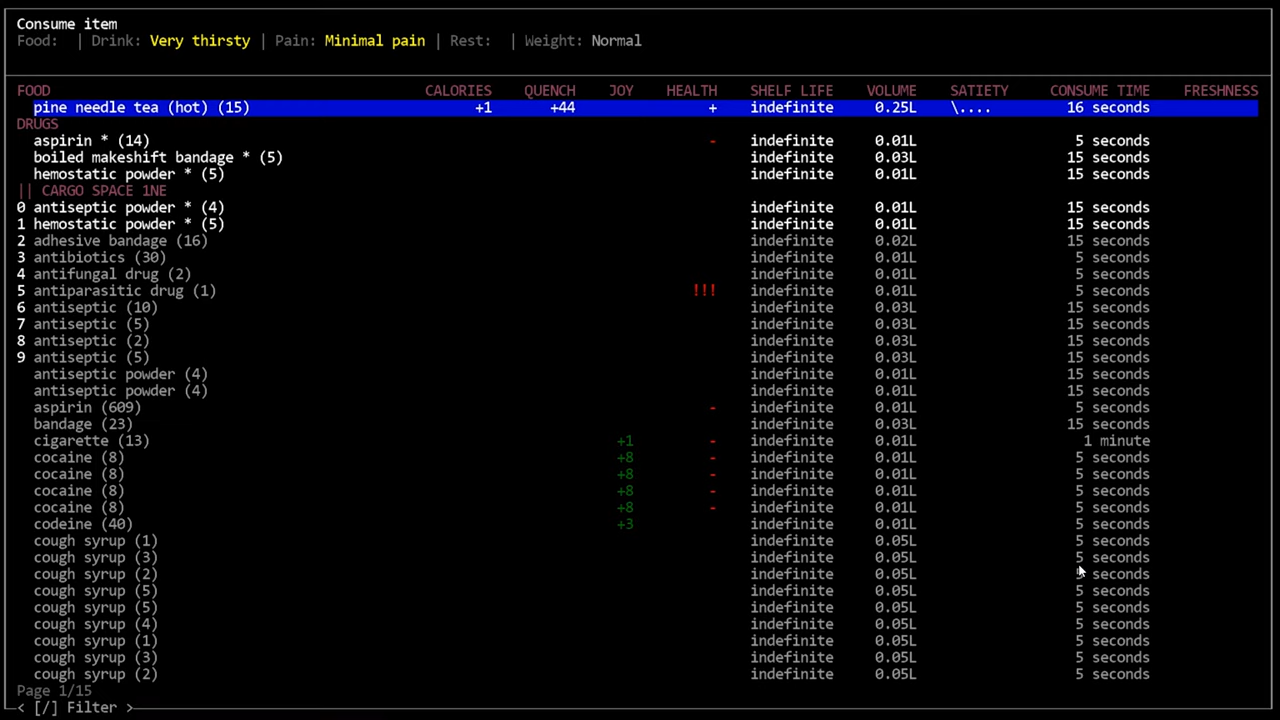 Consume item
Food: | Drink: Very thirsty | Pain: Minimal pain | Rest: | Weight: Normal
FOOD CALORIES QUENCH JOY HEALTH SHELF LIFE VOLUME SATIETY CONSUME TIME FRESHNESS
pine needle tea (hot) (15) +1 +44 + indefinite 0.25L \.... 16 seconds
DRUGS
aspirin * (14) - indefinite 0.01L 5 seconds
boiled makeshift bandage * (5) indefinite 0.03L 15 seconds
hemostatic powder * (5) indefinite 0.01L 15 seconds
|| CARGO SPACE 1NE
0 antiseptic powder * (4) indefinite 0.01L 15 seconds
1 hemostatic powder * (5) indefinite 0.01L 15 seconds
2 adhesive bandage (16) indefinite 0.02L 15 seconds
3 antibiotics (30) indefinite 0.01L 5 seconds
4 antifungal drug (2) indefinite 0.01L 5 seconds
5 antiparasitic drug (1) !!! indefinite 0.01L 5 seconds
6 antiseptic (10) indefinite 0.03L 15 seconds
7 antiseptic (5) indefinite 0.03L 15 seconds
8 antiseptic (2) indefinite 0.03L 15 seconds
9 antiseptic (5) indefinite 0.03L 15 seconds
antiseptic powder (4) indefinite 0.01L 15 seconds
antiseptic powder (4) indefinite 0.01L 15 seconds
aspirin (609) - indefinite 0.01L 5 seconds
bandage (23) indefinite 0.03L 15 seconds
cigarette (13) +1 - indefinite 0.01L 1 minute
cocaine (8) +8 - indefinite 0.01L 5 seconds
cocaine (8) +8 - indefinite 0.01L 5 seconds
cocaine (8) +8 - indefinite 0.01L 5 seconds
cocaine (8) +8 - indefinite 0.01L 5 seconds
codeine (40) +3 indefinite 0.01L 5 seconds
cough syrup (1) indefinite 0.05L 5 seconds
cough syrup (3) indefinite 0.05L 5 seconds
cough syrup (2) indefinite 0.05L 5 seconds
cough syrup (5) indefinite 0.05L 5 seconds
cough syrup (5) indefinite 0.05L 5 seconds
cough syrup (4) indefinite 0.05L 5 seconds
cough syrup (1) indefinite 0.05L 5 seconds
cough syrup (3) indefinite 0.05L 5 seconds
cough syrup (2) indefinite 0.05L 5 seconds
Page 1/15
< [/] Filter >